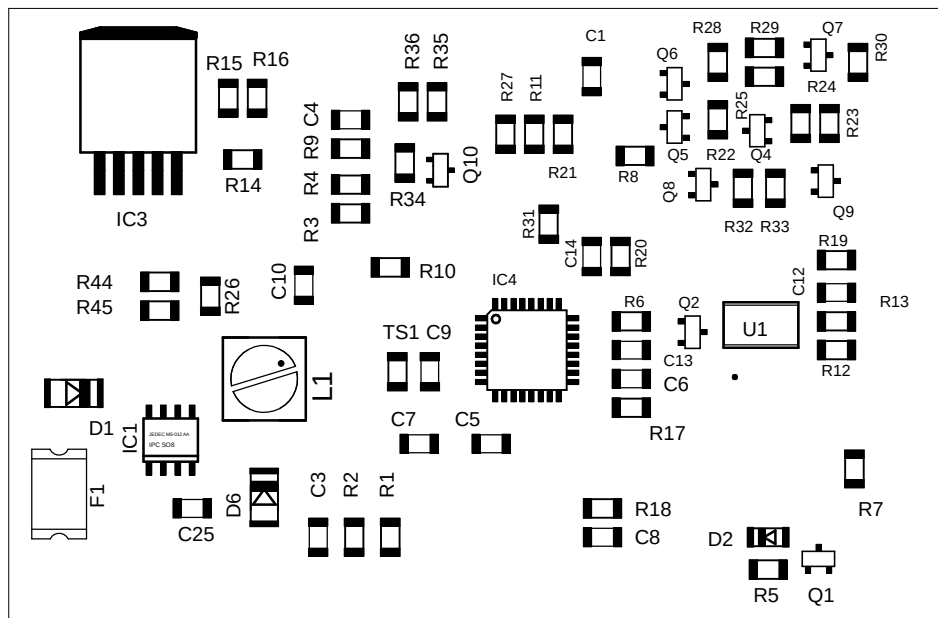 R36
R35
C1
R28
R29
Q7
R30
R15
R16
Q6
R27
R11
R25
R24
R23
C4
R9
R4
R3
R14
R34
Q10
R21
R8
Q5
R22
Q4
Q8
R32
R33
Q9
IC3
R31
C14
R20
R44
R45
R26
C10
R10
IC4
R19
C12
R13
R6
Q2
U1
TS1
C9
C13
C6
R12
L1
D1
IC1
JEDEC MS-012 AA
IPC SO8
C7
C5
R17
F1
C25
D6
C3
R2
R1
R18
C8
R7
D2
R5
Q1